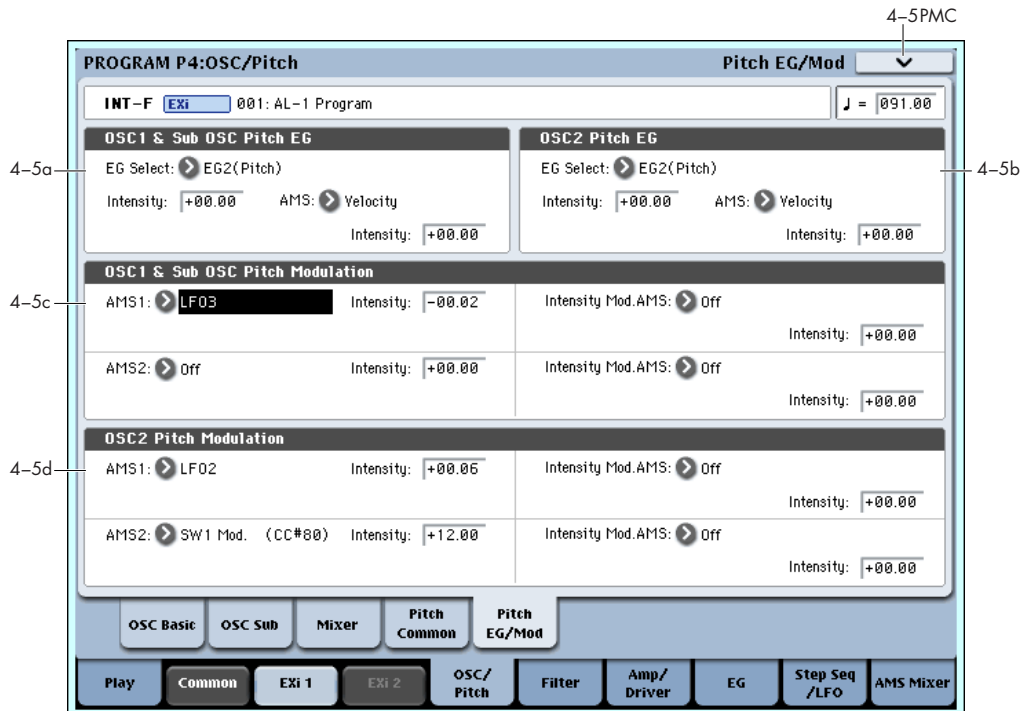 4–5PMC
PROGRAM P4:OSC/Pitch Pitch EG/Mod
INT-F EXi 001: AL-1 Program ♩ = 091.00
OSC1 & Sub OSC Pitch EG
OSC2 Pitch EG
4–5a
EG Select: EG2(Pitch)
EG Select: EG2(Pitch)
4–5b
Intensity: +00.00 AMS: Velocity
Intensity: +00.00 AMS: Velocity
Intensity: +00.00
Intensity: +00.00
OSC1 & Sub OSC Pitch Modulation
4–5c
AMS1: LFO3 Intensity: -00.02 Intensity Mod.AMS: Off
Intensity: +00.00
AMS2: Off Intensity: +00.00 Intensity Mod.AMS: Off
Intensity: +00.00
OSC2 Pitch Modulation
4–5d
AMS1: LFO2 Intensity: +00.06 Intensity Mod.AMS: Off
Intensity: +00.00
AMS2: SW1 Mod. (CC#80) Intensity: +12.00 Intensity Mod.AMS: Off
Intensity: +00.00
OSC Basic
OSC Sub
Mixer
Pitch
Common
Pitch
EG/Mod
Play
Common
EXi 1
EXi 2
OSC/
Pitch
Filter
Amp/
Driver
EG
Step Seq
/LFO
AMS Mixer